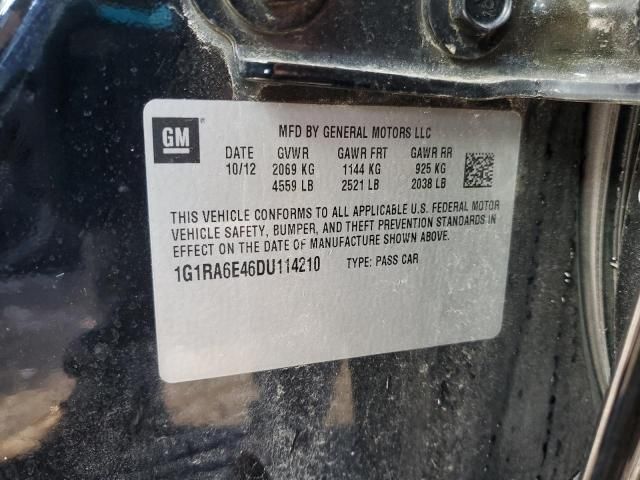 GM ®
MFD BY GENERAL MOTORS LLC
DATE GVWR GAWR FRT GAWR RR
10/12 2069 KG 1144 KG 925 KG
4559 LB 2521 LB 2038 LB
THIS VEHICLE CONFORMS TO ALL APPLICABLE U.S. FEDERAL MOTOR
VEHICLE SAFETY, BUMPER, AND THEFT PREVENTION STANDARDS IN
EFFECT ON THE DATE OF MANUFACTURE SHOWN ABOVE.
1G1RA6E46DU114210 TYPE: PASS CAR